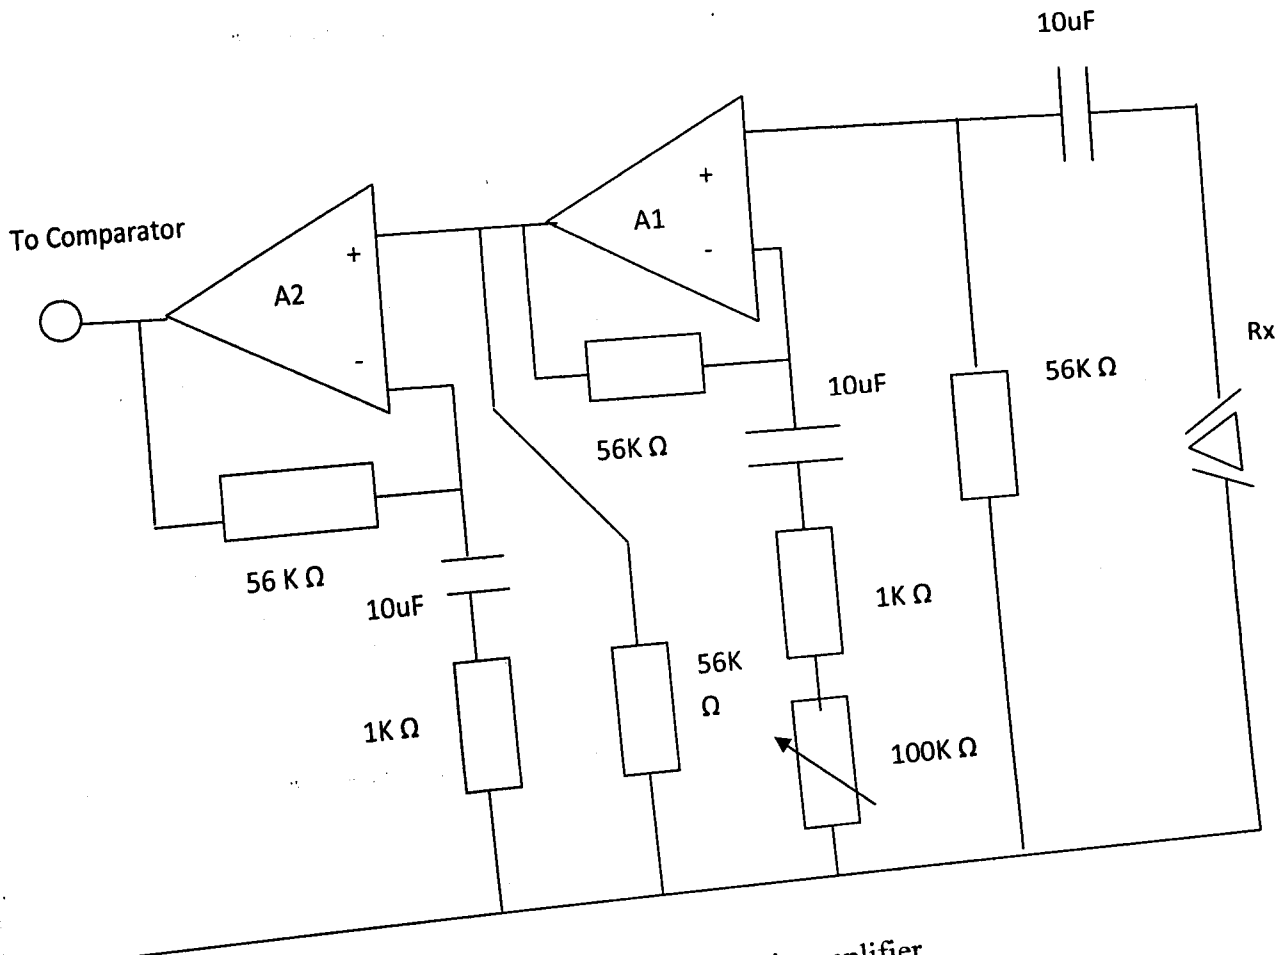 10uF
+
A1
-
To Comparator
+
A2
-
Rx
56K Ω
10uF
56K Ω
56 K Ω
10uF
1K Ω
56K
Ω
1K Ω
100K Ω